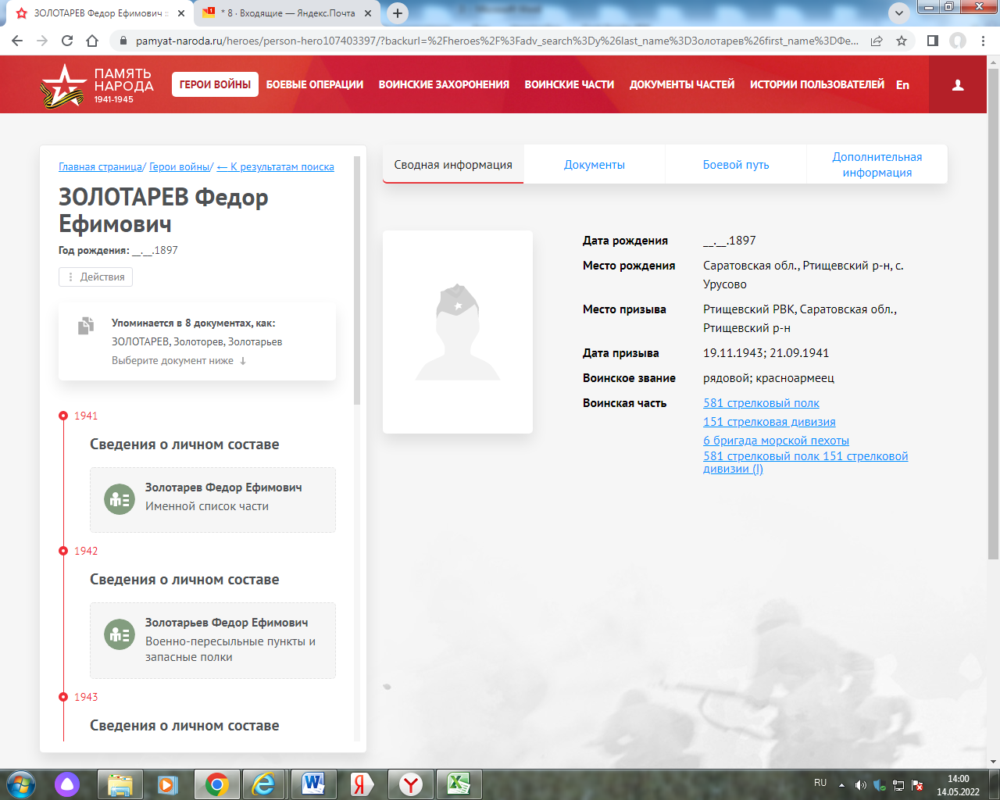 ЗОЛОТАРЕВ Федор Ефимович ::
* 8 · Входящие — Яндекс.Почта
pamyat-naroda.ru/heroes/person-hero107403397/?backurl=%2Fheroes%2F%3Fadv_search%3Dy%26last_name%3DЗолотарев%26first_name%3DФе...
ПАМЯТЬ
НАРОДА
1941-1945
ГЕРОИ ВОЙНЫ
БОЕВЫЕ ОПЕРАЦИИ
ВОИНСКИЕ ЗАХОРОНЕНИЯ
ВОИНСКИЕ ЧАСТИ
ДОКУМЕНТЫ ЧАСТЕЙ
ИСТОРИИ ПОЛЬЗОВАТЕЛЕЙ
En
Главная страница/ Герои войны/ ← К результатам поиска
ЗОЛОТАРЕВ Федор
Ефимович
Год рождения: __.__.1897
Действия
Упоминается в 8 документах, как:
ЗОЛОТАРЕВ, Золоторев, Золотарьев
Выберите документ ниже ↓
1941
Сведения о личном составе
Золотарев Федор Ефимович
Именной список части
1942
Сведения о личном составе
Золотарьев Федор Ефимович
Военно-пересыльные пункты и
запасные полки
1943
Сведения о личном составе
Сводная информация
Документы
Боевой путь
Дополнительная
информация
Дата рождения __.__.1897
Место рождения Саратовская обл., Ртищевский р-н, с.
Урусово
Место призыва Ртищевский РВК, Саратовская обл.,
Ртищевский р-н
Дата призыва 19.11.1943; 21.09.1941
Воинское звание рядовой; красноармеец
Воинская часть 581 стрелковый полк
151 стрелковая дивизия
6 бригада морской пехоты
581 стрелковый полк 151 стрелковой
дивизии (I)
RU
14:00
14.05.2022